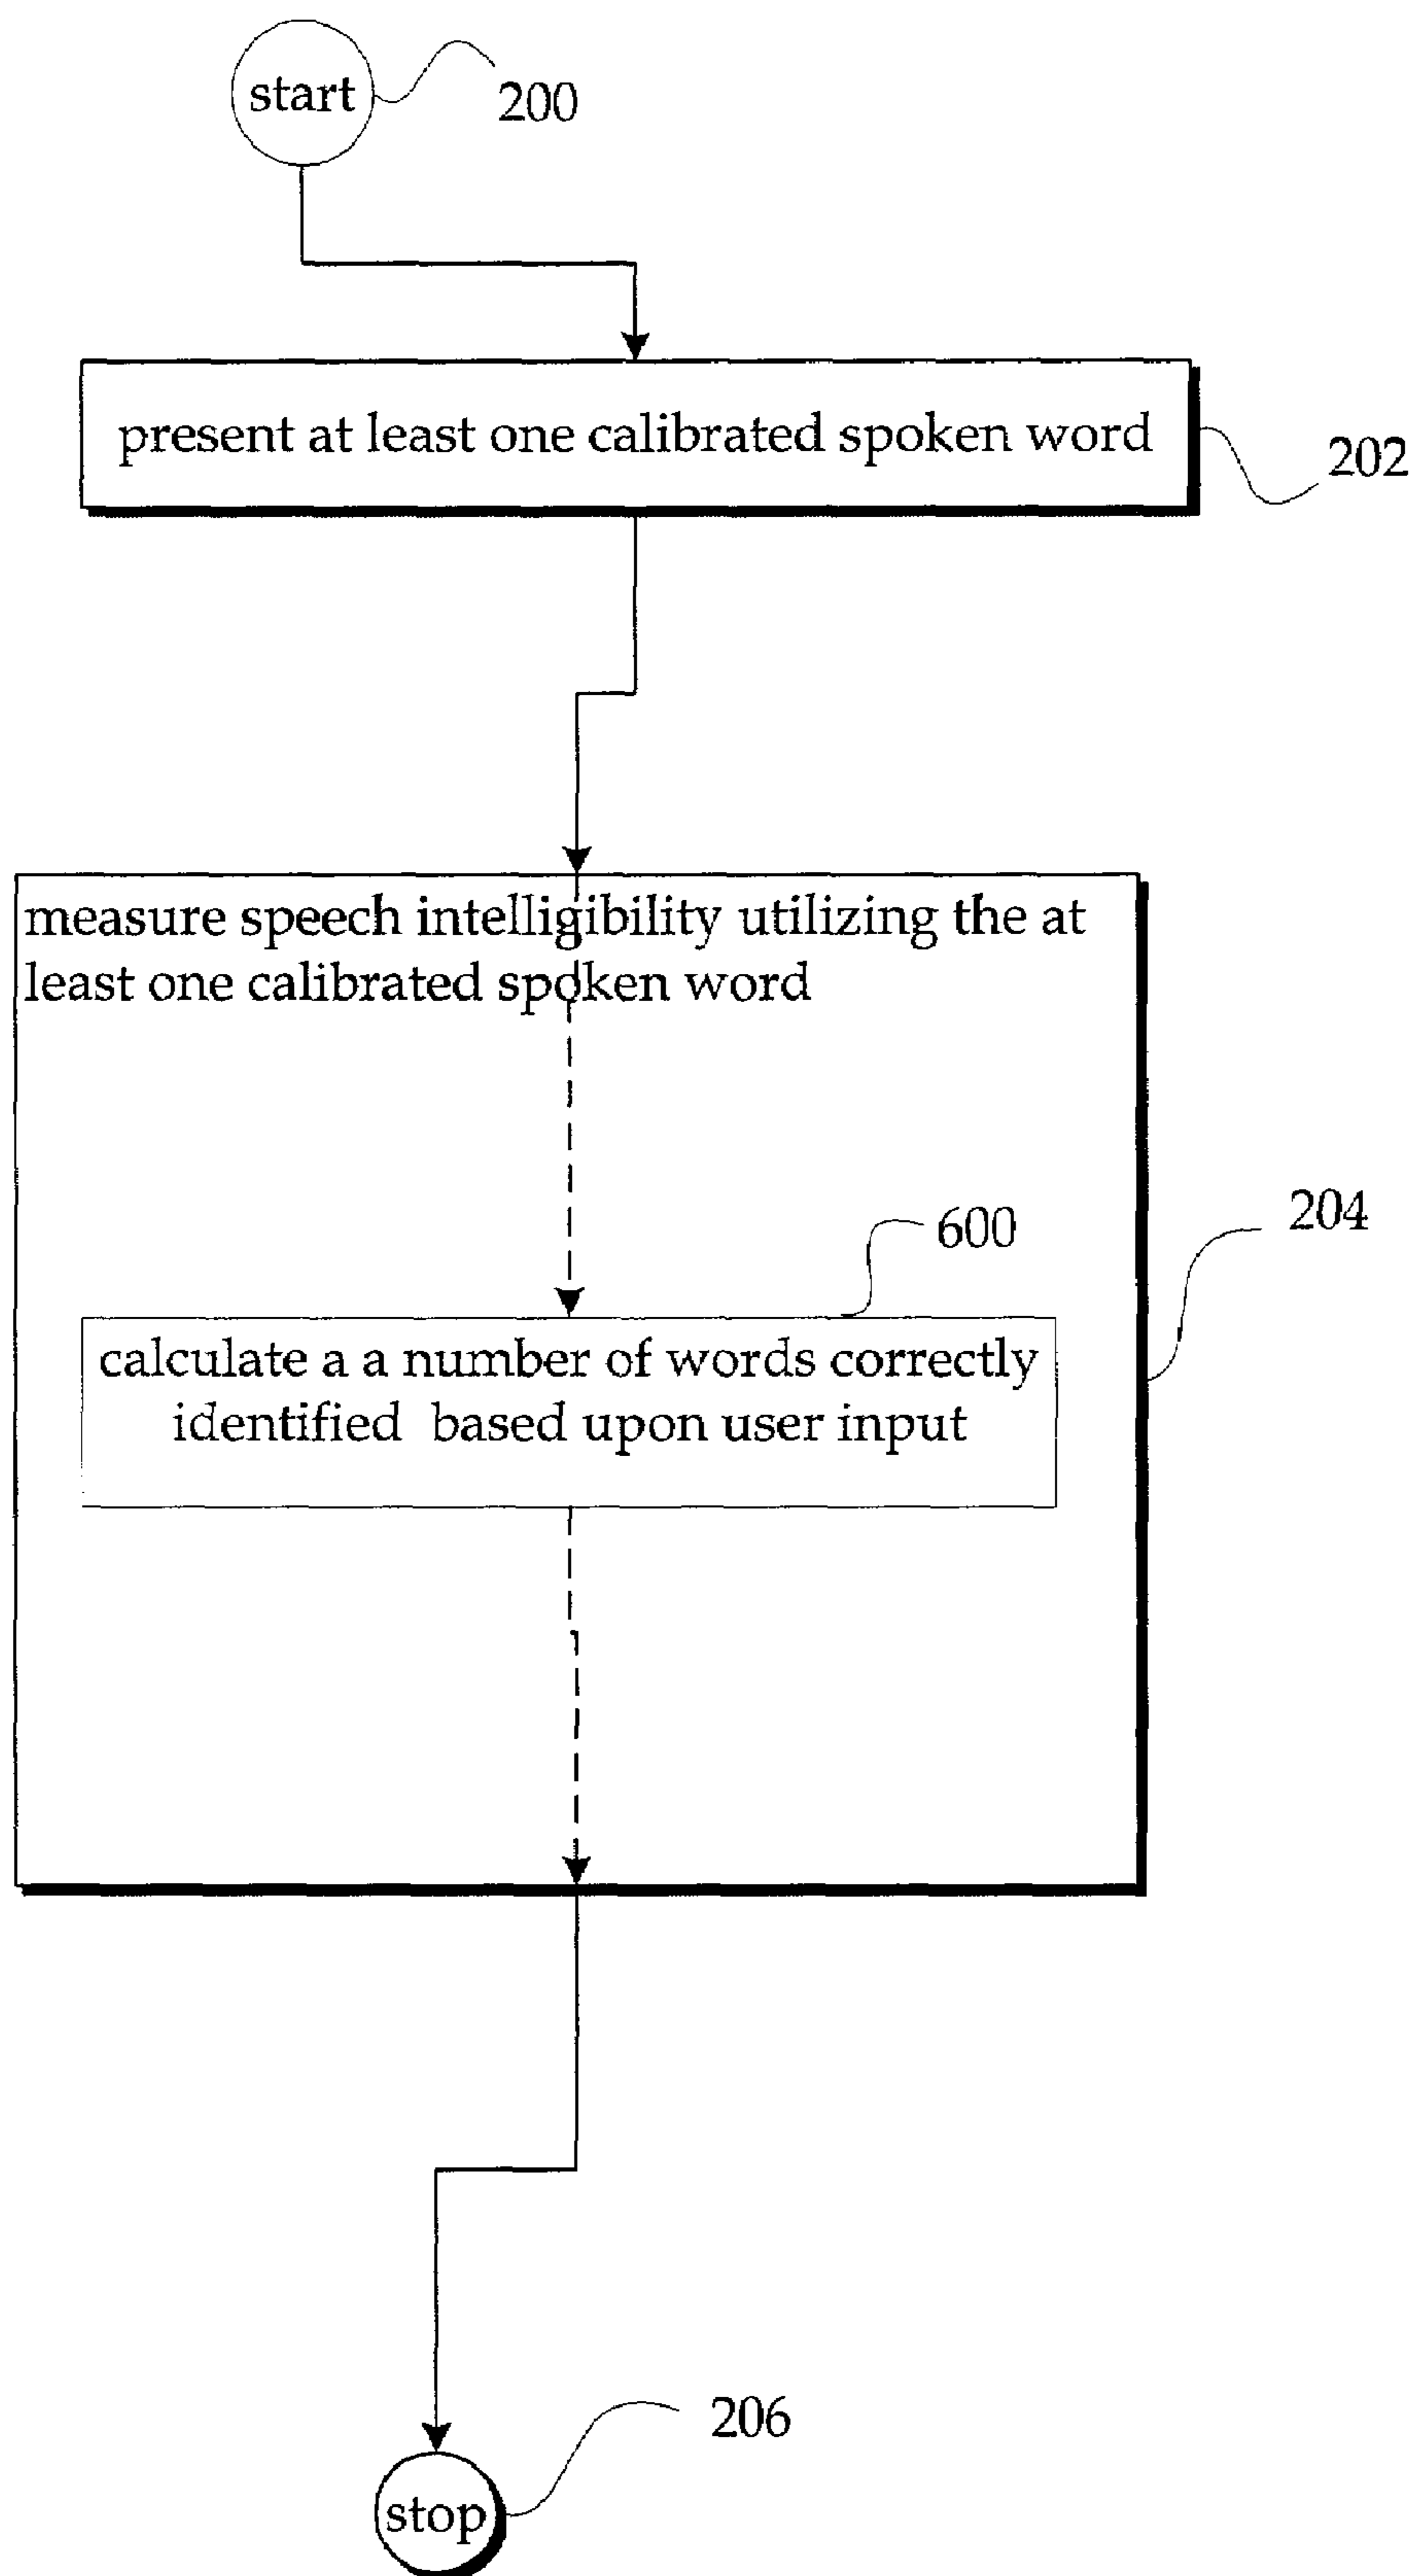 start
200
present at least one calibrated spoken word
202
measure speech intelligibility utilizing the at
least one calibrated spoken word
204
600
calculate a a number of words correctly
identified based upon user input
206
stop